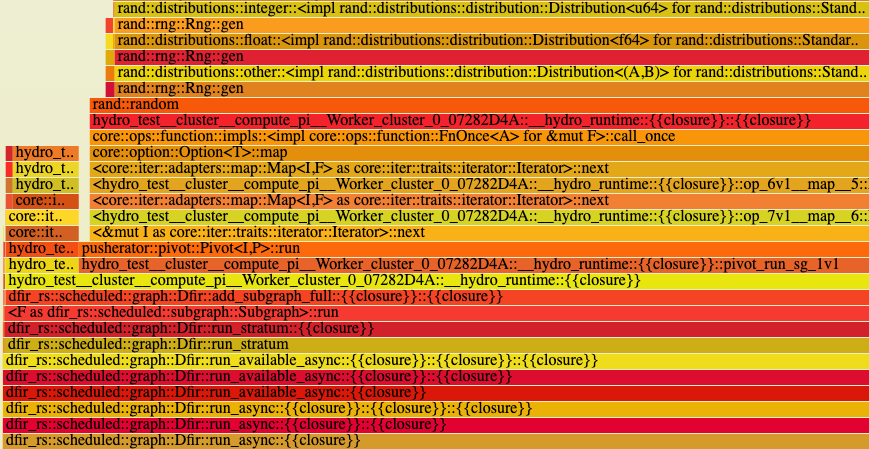 rand::distributions::integer::<impl rand::distributions::distribution::Distribution<u64> for rand::distributions::Stand..
rand::rng::Rng::gen
rand::distributions::float::<impl rand::distributions::distribution::Distribution<f64> for rand::distributions::Standar..
rand::rng::Rng::gen
rand::distributions::other::<impl rand::distributions::distribution::Distribution<(A,B)> for rand::distributions::Stand..
rand::rng::Rng::gen
rand::random
hydro_test__cluster__compute_pi__Worker_cluster_0_07282D4A::__hydro_runtime::{{closure}}::{{closure}}
core::ops::function::impls::<impl core::ops::function::FnOnce<A> for &mut F>::call_once
hydro_t.. core::option::Option<T>::map
hydro_t.. <core::iter::adapters::map::Map<I,F> as core::iter::traits::iterator::Iterator>::next
hydro_t.. <hydro_test__cluster__compute_pi__Worker_cluster_0_07282D4A::__hydro_runtime::{{closure}}::op_6v1__map__5::
core::i.. <core::iter::adapters::map::Map<I,F> as core::iter::traits::iterator::Iterator>::next
core::it.. <hydro_test__cluster__compute_pi__Worker_cluster_0_07282D4A::__hydro_runtime::{{closure}}::op_7v1__map__6::
core::it.. <&mut I as core::iter::traits::iterator::Iterator>::next
hydro_te.. pusherator::pivot::Pivot<I,P>::run
hydro_te.. hydro_test__cluster__compute_pi__Worker_cluster_0_07282D4A::__hydro_runtime::{{closure}}::pivot_run_sg_1v1
hydro_test__cluster__compute_pi__Worker_cluster_0_07282D4A::__hydro_runtime::{{closure}}
dfir_rs::scheduled::graph::Dfir::add_subgraph_full::{{closure}}::{{closure}}
<F as dfir_rs::scheduled::subgraph::Subgraph>::run
dfir_rs::scheduled::graph::Dfir::run_stratum::{{closure}}
dfir_rs::scheduled::graph::Dfir::run_stratum
dfir_rs::scheduled::graph::Dfir::run_available_async::{{closure}}::{{closure}}::{{closure}}
dfir_rs::scheduled::graph::Dfir::run_available_async::{{closure}}::{{closure}}
dfir_rs::scheduled::graph::Dfir::run_available_async::{{closure}}
dfir_rs::scheduled::graph::Dfir::run_async::{{closure}}::{{closure}}::{{closure}}
dfir_rs::scheduled::graph::Dfir::run_async::{{closure}}::{{closure}}
dfir_rs::scheduled::graph::Dfir::run_async::{{closure}}